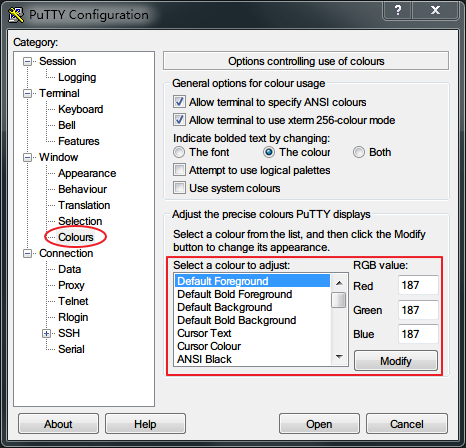 PuTTY Configuration
Category:
Session
Logging
Terminal
Keyboard
Bell
Features
Window
Appearance
Behaviour
Translation
Selection
Colours
Connection
Data
Proxy
Telnet
Rlogin
SSH
Serial
Options controlling use of colours
General options for colour usage
Allow terminal to specify ANSI colours
Allow terminal to use xterm 256-colour mode
Indicate bolded text by changing:
The font The colour Both
Attempt to use logical palettes
Use system colours
Adjust the precise colours PuTTY displays
Select a colour from the list, and then click the Modify
button to change its appearance.
Select a colour to adjust: RGB value:
Default Foreground
Default Bold Foreground
Default Background
Default Bold Background
Cursor Text
Cursor Colour
ANSI Black
Red 187
Green 187
Blue 187
Modify
About Help Open Cancel